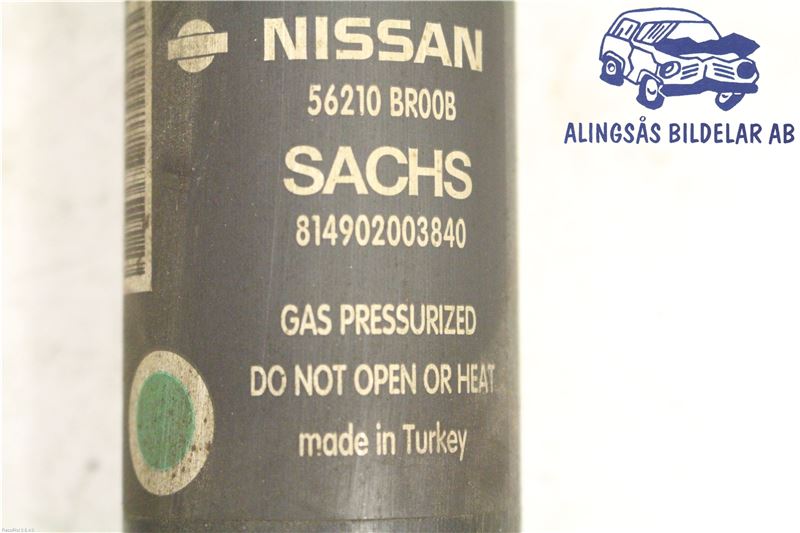 NISSAN
56210 BR00B
SACHS
814902003840
GAS PRESSURIZED
DO NOT OPEN OR HEAT
made in Turkey
ALINGSÅS BILDELAR AB